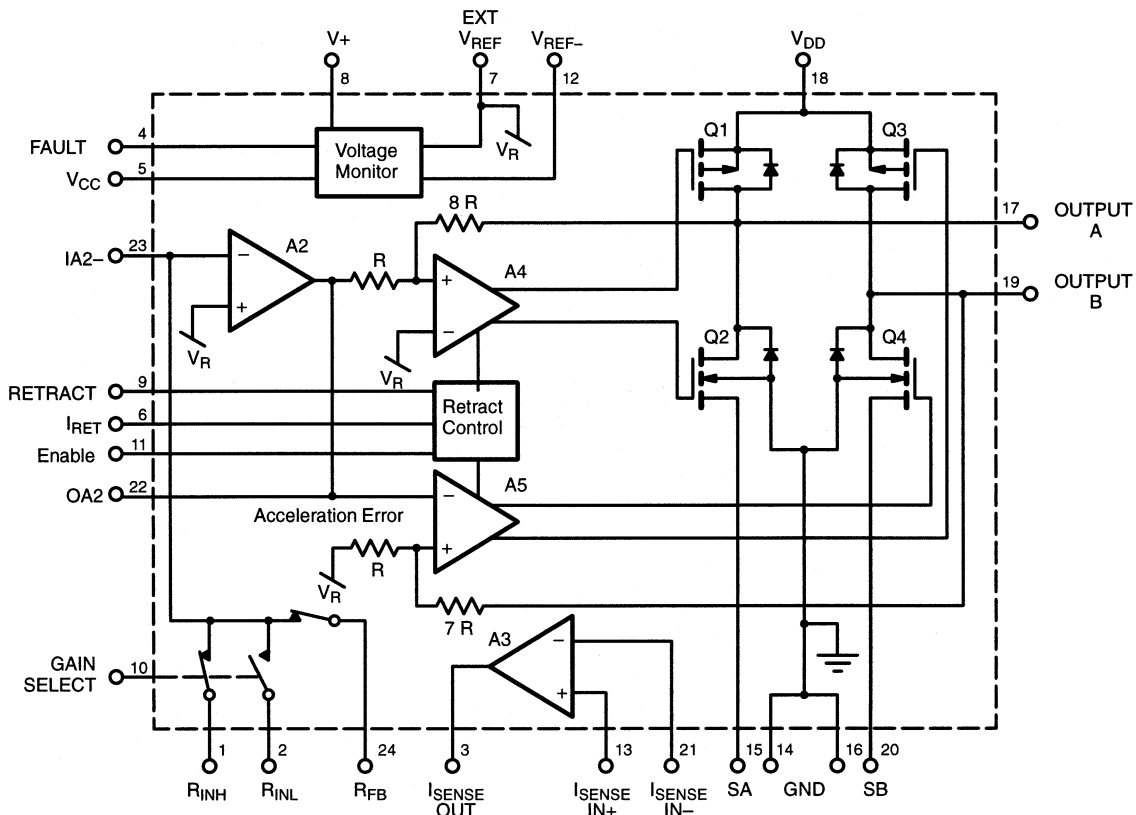 EXT
V+
VREF
VREF–
VDD
8
7
12
18
FAULT
4
VCC
5
Voltage
Monitor
VR
Q1
Q3
8 R
17
OUTPUT
A
IA2–
23
A2
–
+
VR
R
+
–
A4
VR
19
OUTPUT
B
Q2
Q4
RETRACT
9
IRET
6
Enable
11
Retract
Control
OA2
22
Acceleration Error
A5
–
+
VR
R
7 R
A3
–
+
GAIN
SELECT
10
1
2
24
3
13
21
15
14
16
20
RINH
RINL
RFB
ISENSE
OUT
ISENSE
IN+
ISENSE
IN–
SA
GND
SB